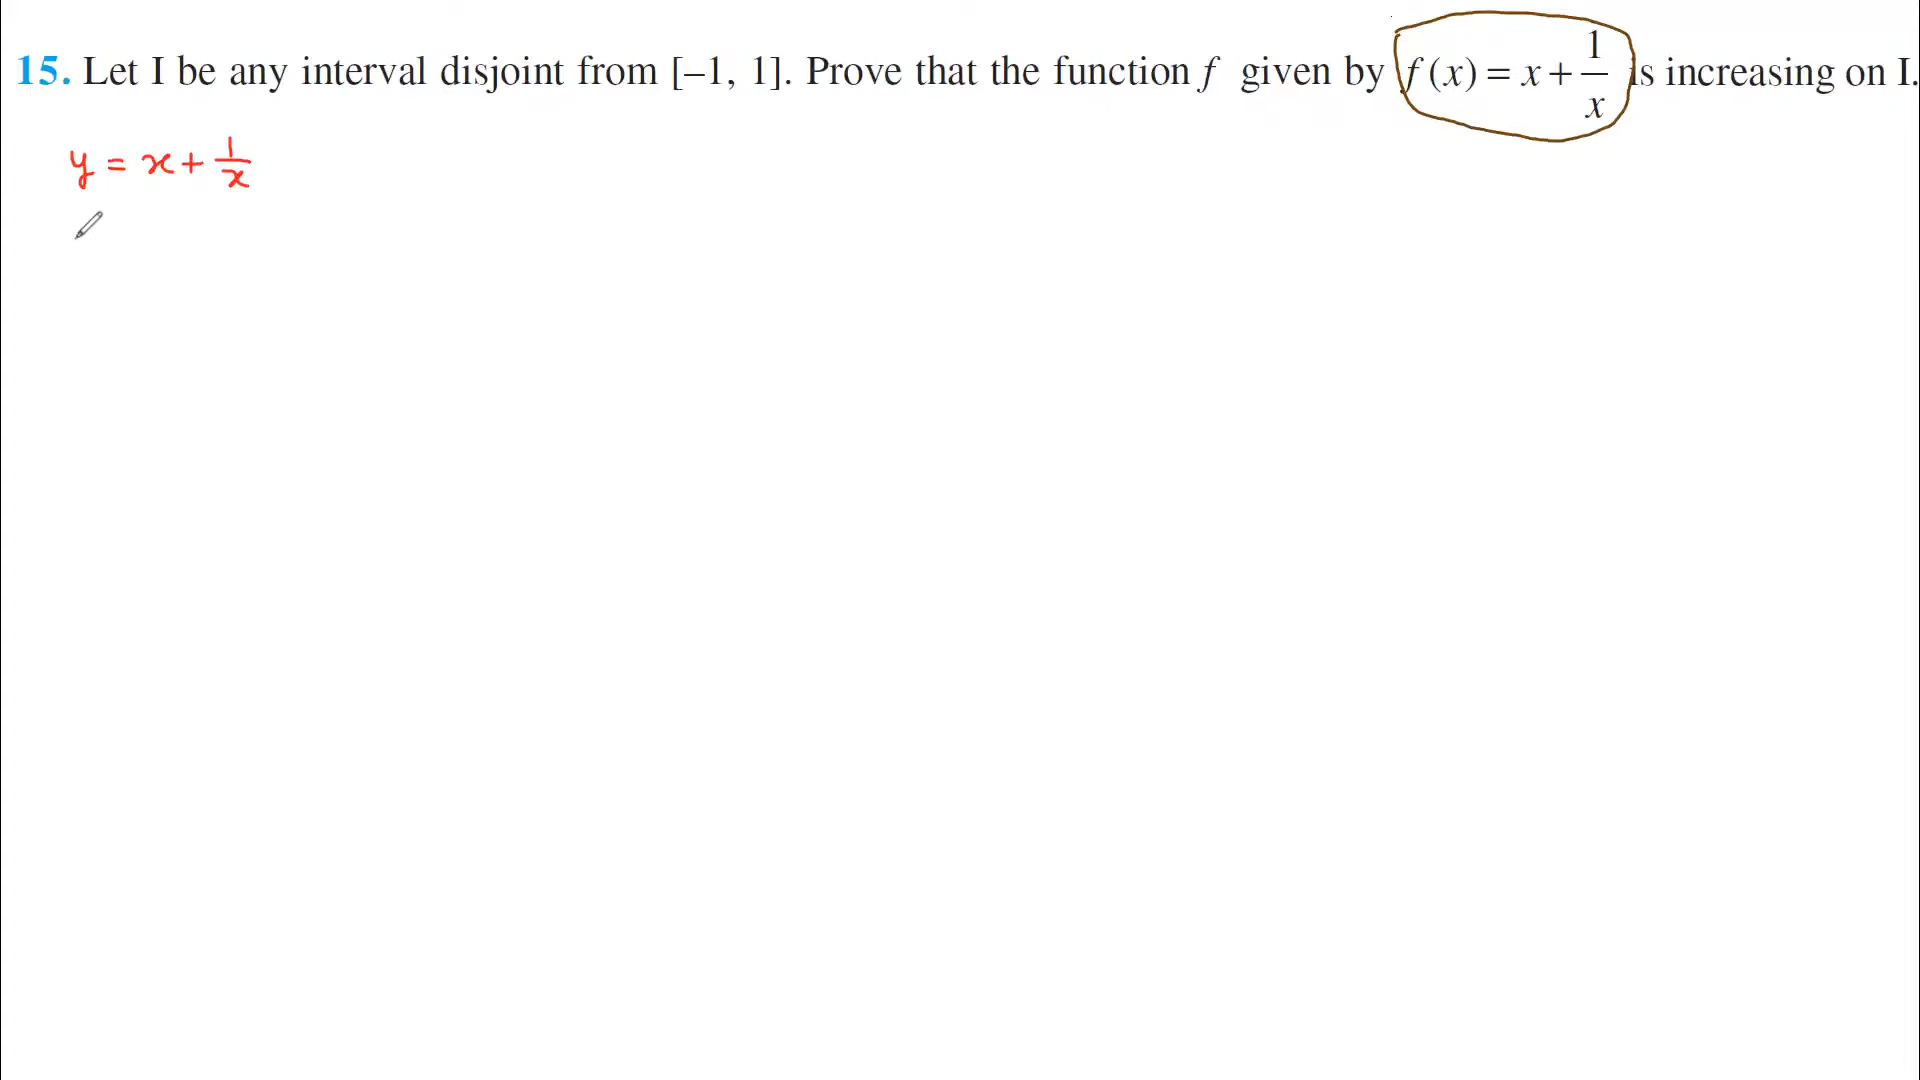 15. Let I be any interval disjoint from [–1, 1]. Prove that the function f given by f(x) = x + 1/x is increasing on I.
y = x + 1/x